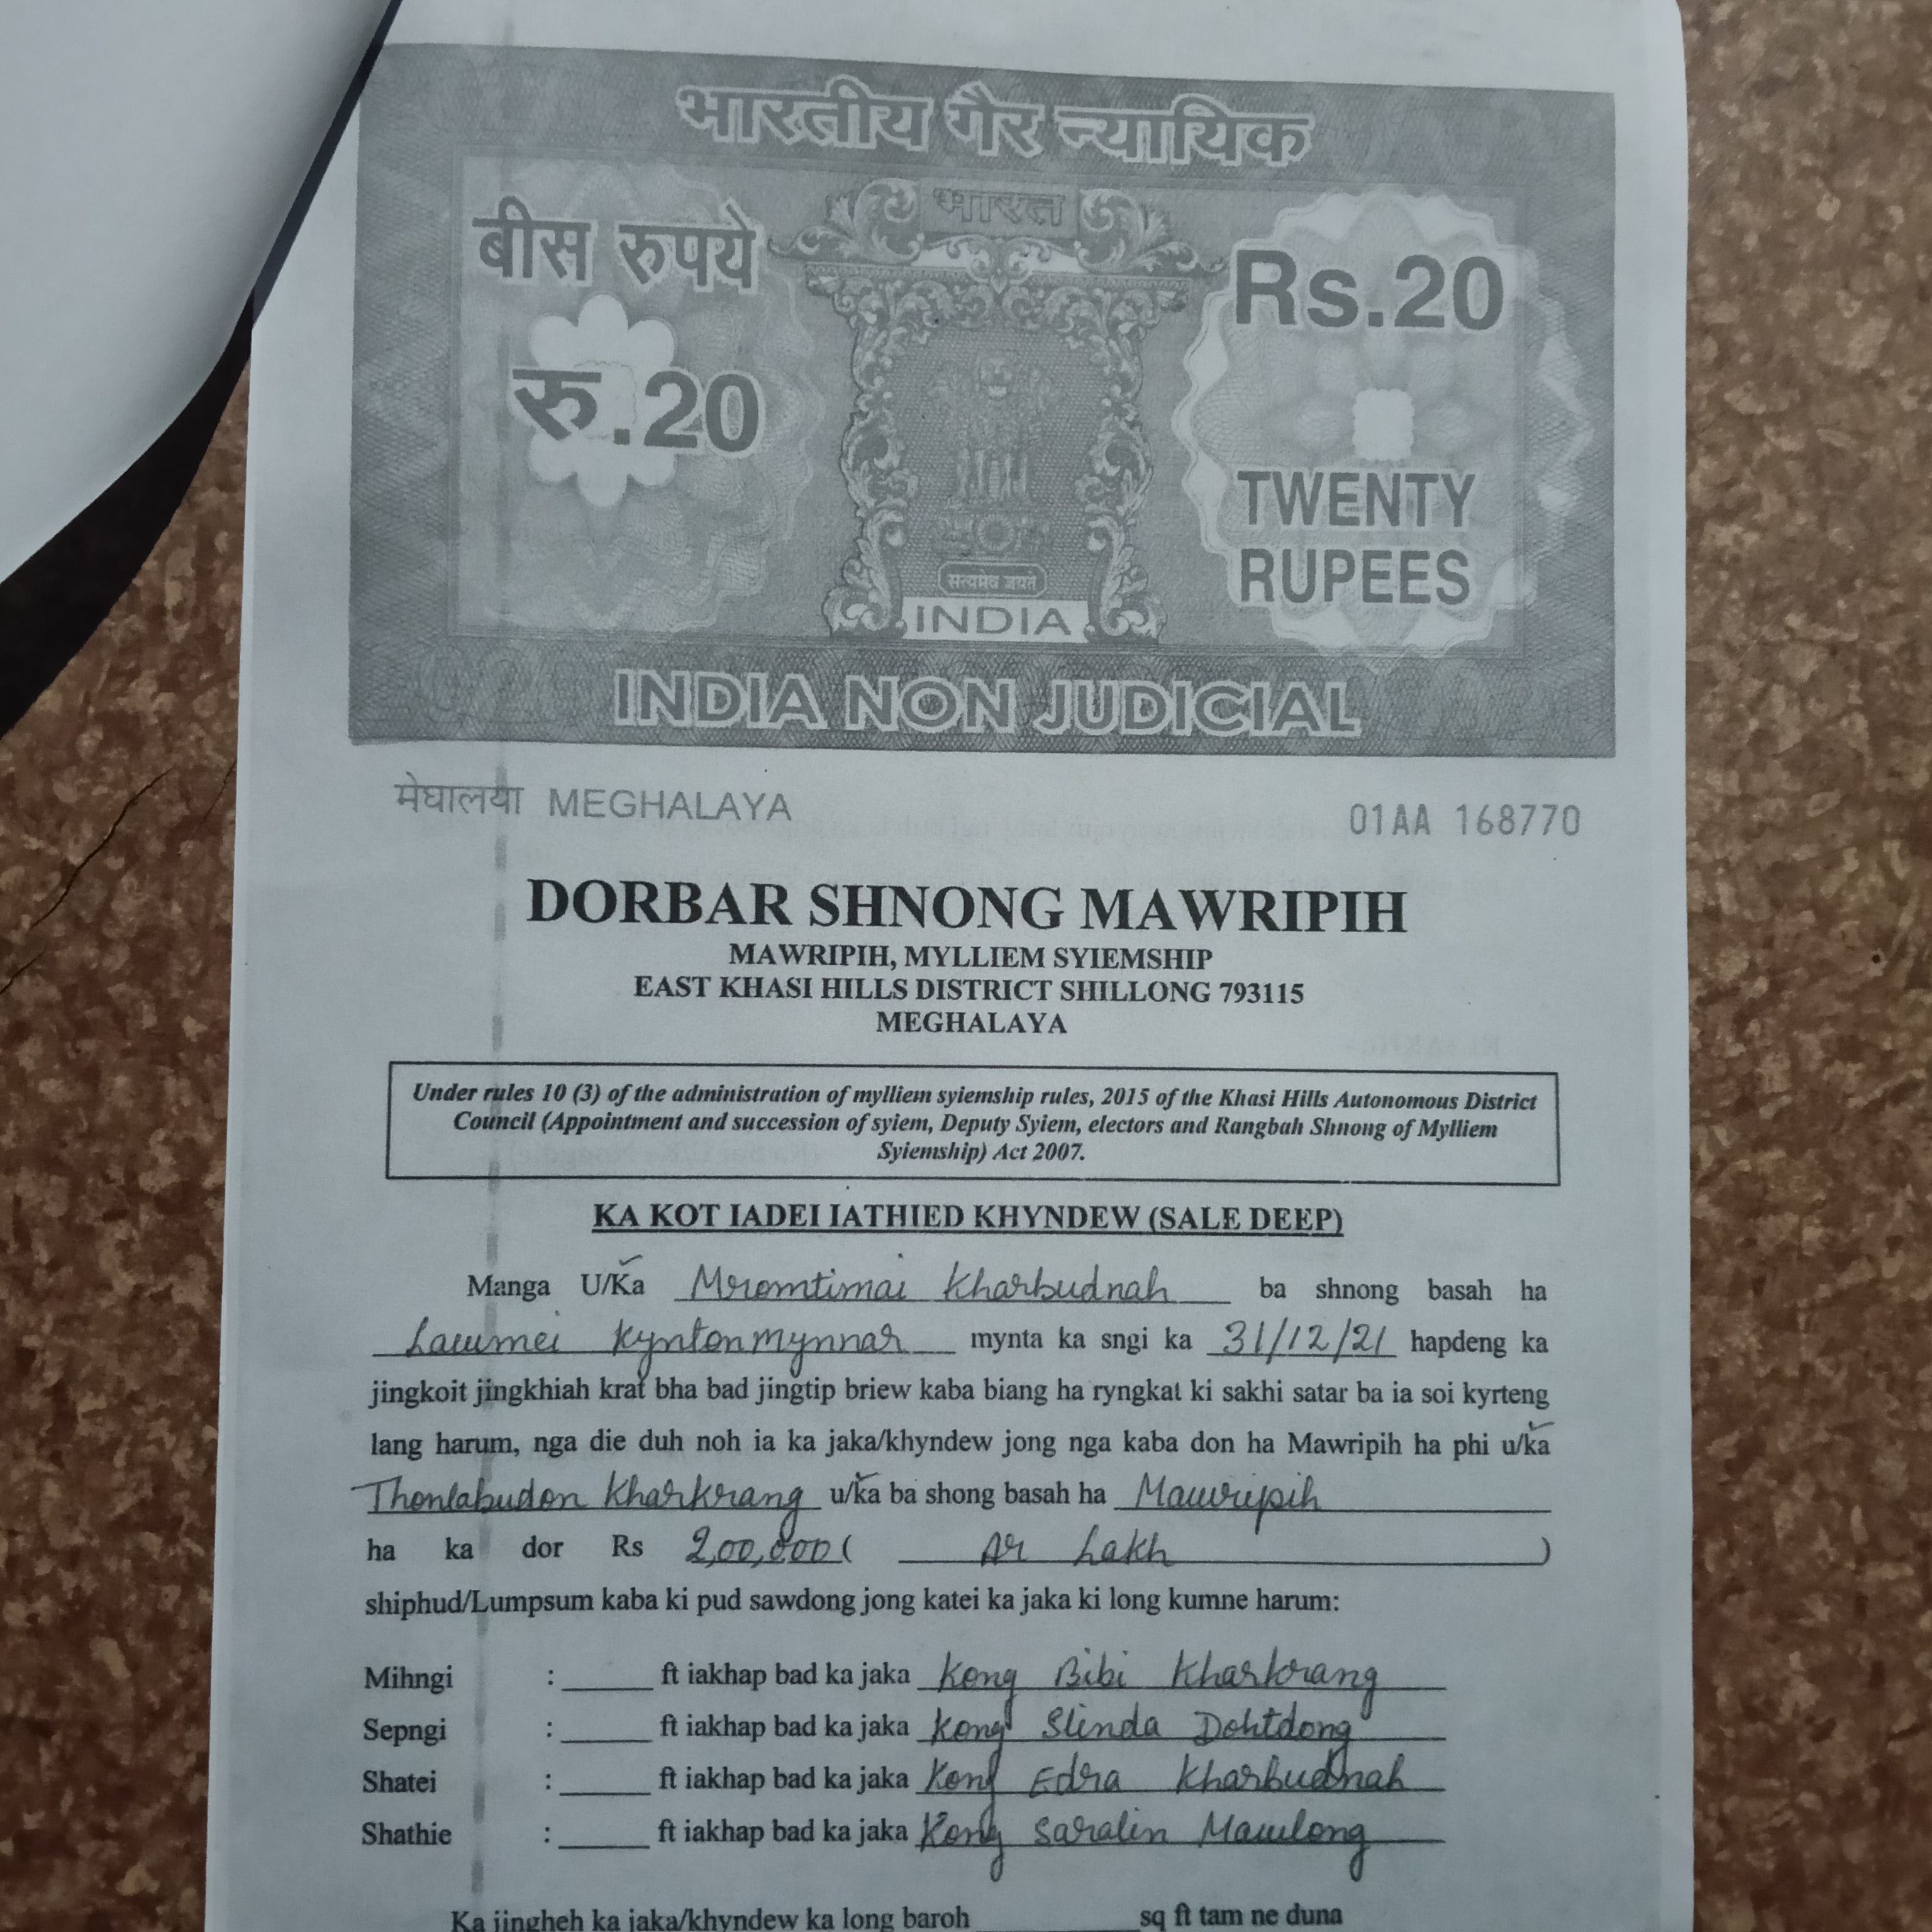 भारतीय गैर न्यायिक
भारत
बीस रुपये
Rs.20
रु.20
TWENTY
RUPEES
सत्यमेव जयते
INDIA
INDIA NON JUDICIAL
मेघालया MEGHALAYA
01AA 168770
DORBAR SHNONG MAWRIPIH
MAWRIPIH, MYLLIEM SYIEMSHIP
EAST KHASI HILLS DISTRICT SHILLONG 793115
MEGHALAYA
Under rules 10 (3) of the administration of mylliem syiemship rules, 2015 of the Khasi Hills Autonomous District
Council (Appointment and succession of syiem, Deputy Syiem, electors and Rangbah Shnong of Mylliem
Syiemship) Act 2007.
KA KOT IADEI IATHIED KHYNDEW (SALE DEEP)
Manga U/Ka Mromtimai Kharbudnah ba shnong basah ha
Lawmei Kyntonmynnar mynta ka sngi ka 31/12/21 hapdeng ka
jingkoit jingkhiah krat bha bad jingtip briew kaba biang ha ryngkat ki sakhi satar ba ia soi kyrteng
lang harum, nga die duh noh ia ka jaka/khyndew jong nga kaba don ha Mawripih ha phi u/ka
Thonlabudon Kharkrang u/ka ba shong basah ha Mawripih
ha ka dor Rs 2,00,000 ( Ar Lakh )
shiphud/Lumpsum kaba ki pud sawdong jong katei ka jaka ki long kumne harum:
Mihngi : ______ ft iakhap bad ka jaka Kong Bibi Kharkrang
Sepngi : ______ ft iakhap bad ka jaka Kong Slinda Dohtdong
Shatei : ______ ft iakhap bad ka jaka Kong Edra Kharbudnah
Shathie : ______ ft iakhap bad ka jaka Kong Saralin Mawlong
Ka jingheh ka jaka/khyndew ka long baroh ___________ sq ft tam ne duna